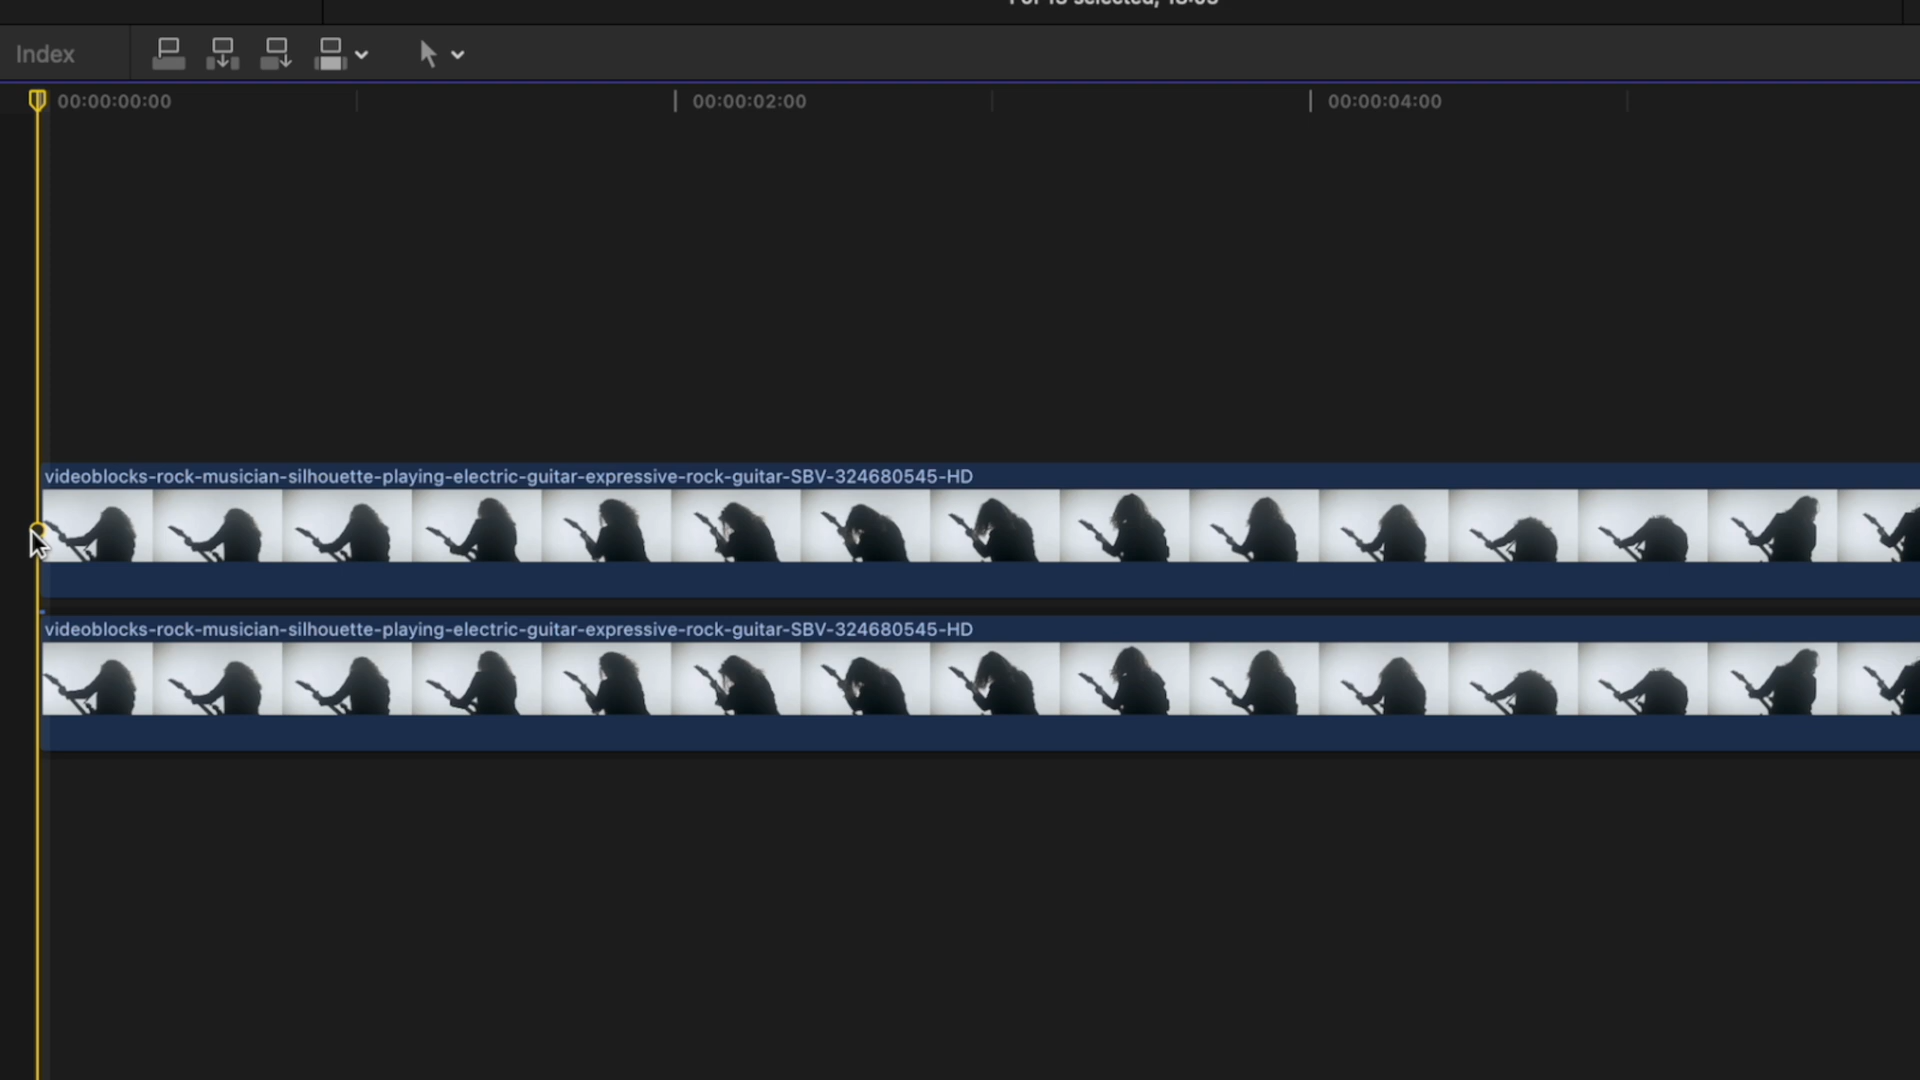 selected,
Index
00:00:00:00
00:00:02:00
00:00:04:00
videoblocks-rock-musician-silhouette-playing-electric-guitar-expressive-rock-guitar-SBV-324680545-HD
videoblocks-rock-musician-silhouette-playing-electric-guitar-expressive-rock-guitar-SBV-324680545-HD